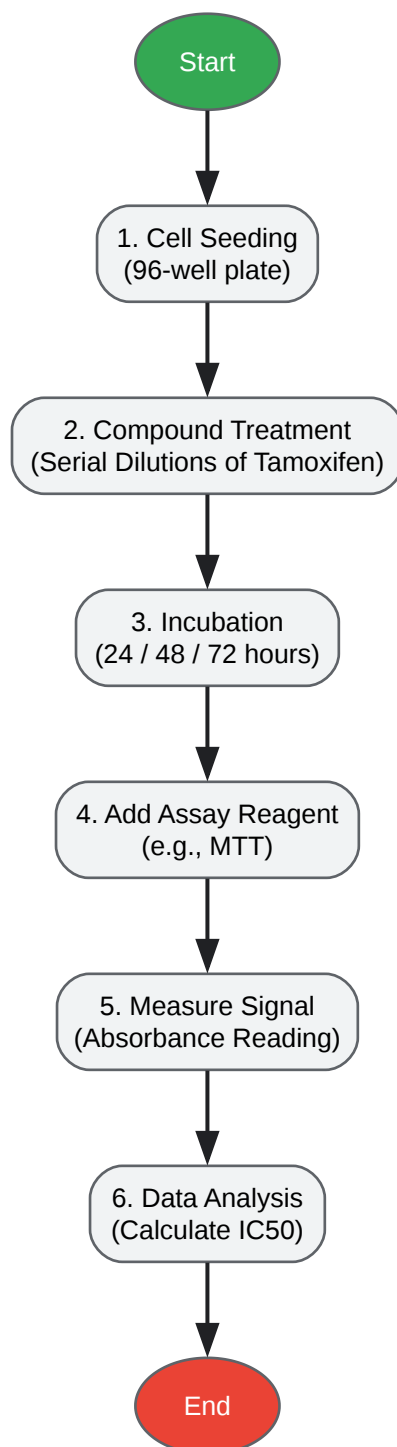 Start
1. Cell Seeding
(96-well plate)
2. Compound Treatment
(Serial Dilutions of Tamoxifen)
3. Incubation
(24 / 48 / 72 hours)
4. Add Assay Reagent
(e.g., MTT)
5. Measure Signal
(Absorbance Reading)
6. Data Analysis
(Calculate IC50)
End